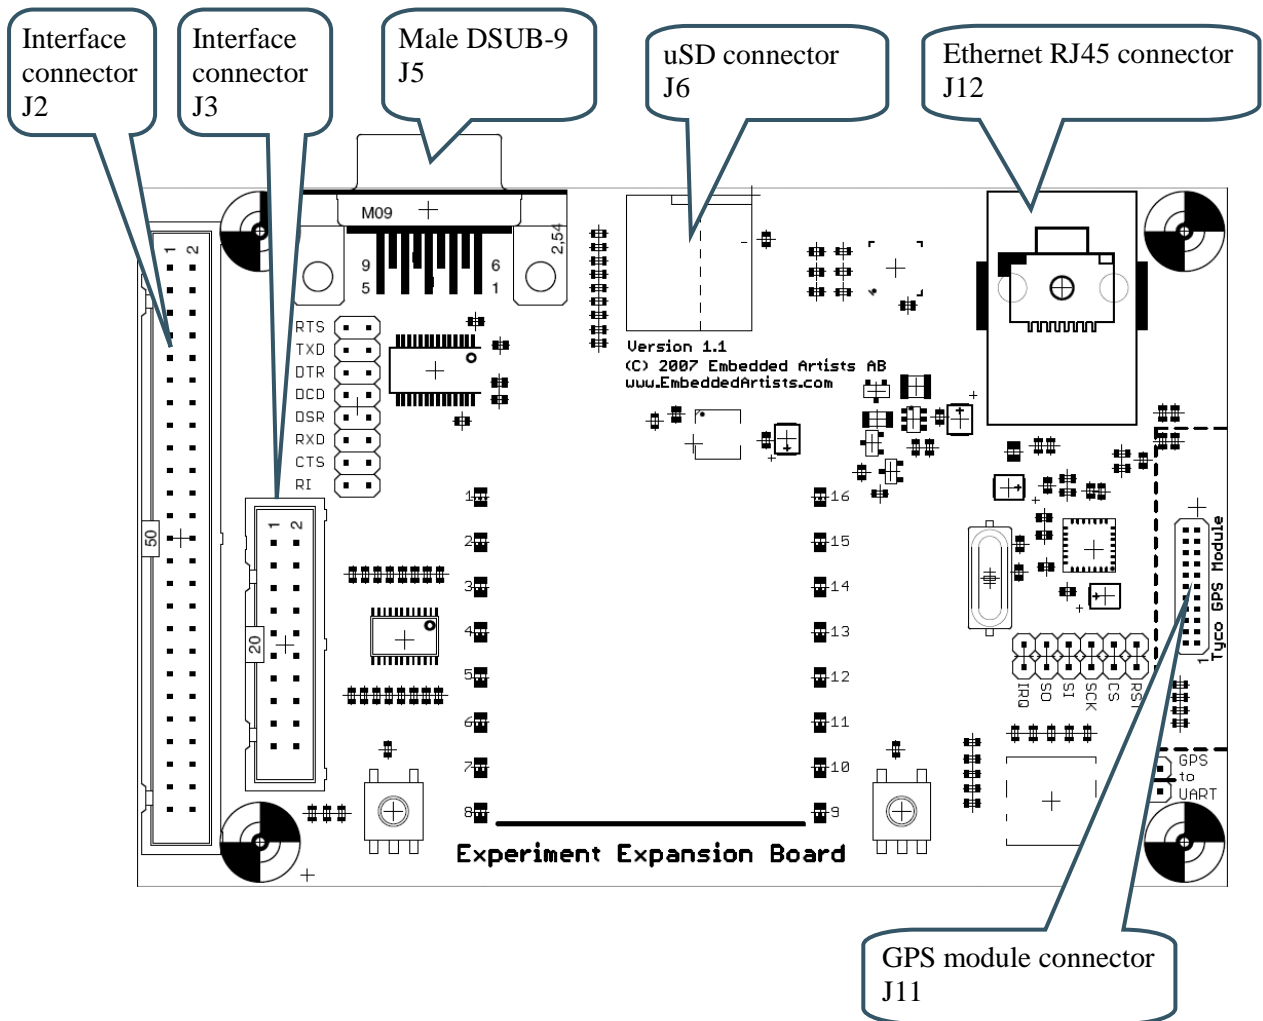 Interface
connector
J2
Interface
connector
J3
Male DSUB-9
J5
uSD connector
J6
Ethernet RJ45 connector
J12
M09
2,54
9
6
5
1
1
2
RTS
TXD
DTR
DCD
DSR
RXD
CTS
RI
Version 1.1
(C) 2007 Embedded Artists AB
www.EmbeddedArtists.com
50
1
2
20
1
2
3
4
5
6
7
8
16
15
14
13
12
11
10
9
Tyco GPS Module
1
IRQ
SO
SI
SCK
CS
RST
GPS
to
UART
Experiment Expansion Board
GPS module connector
J11